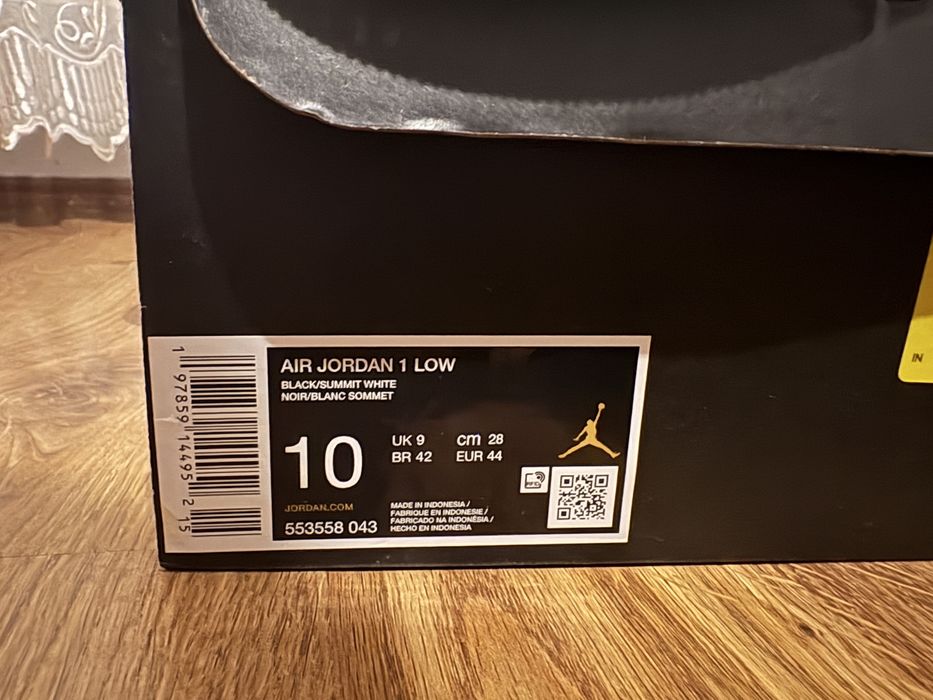 1 97859 14495 2 15
AIR JORDAN 1 LOW
BLACK/SUMMIT WHITE
NOIR/BLANC SOMMET
10
UK 9 cm 28
BR 42 EUR 44
RFID
JORDAN.COM
553558 043
MADE IN INDONESIA /
FABRIQUE EN INDONESIE /
FABRICADO NA INDONÉSIA /
HECHO EN INDONESIA
IN